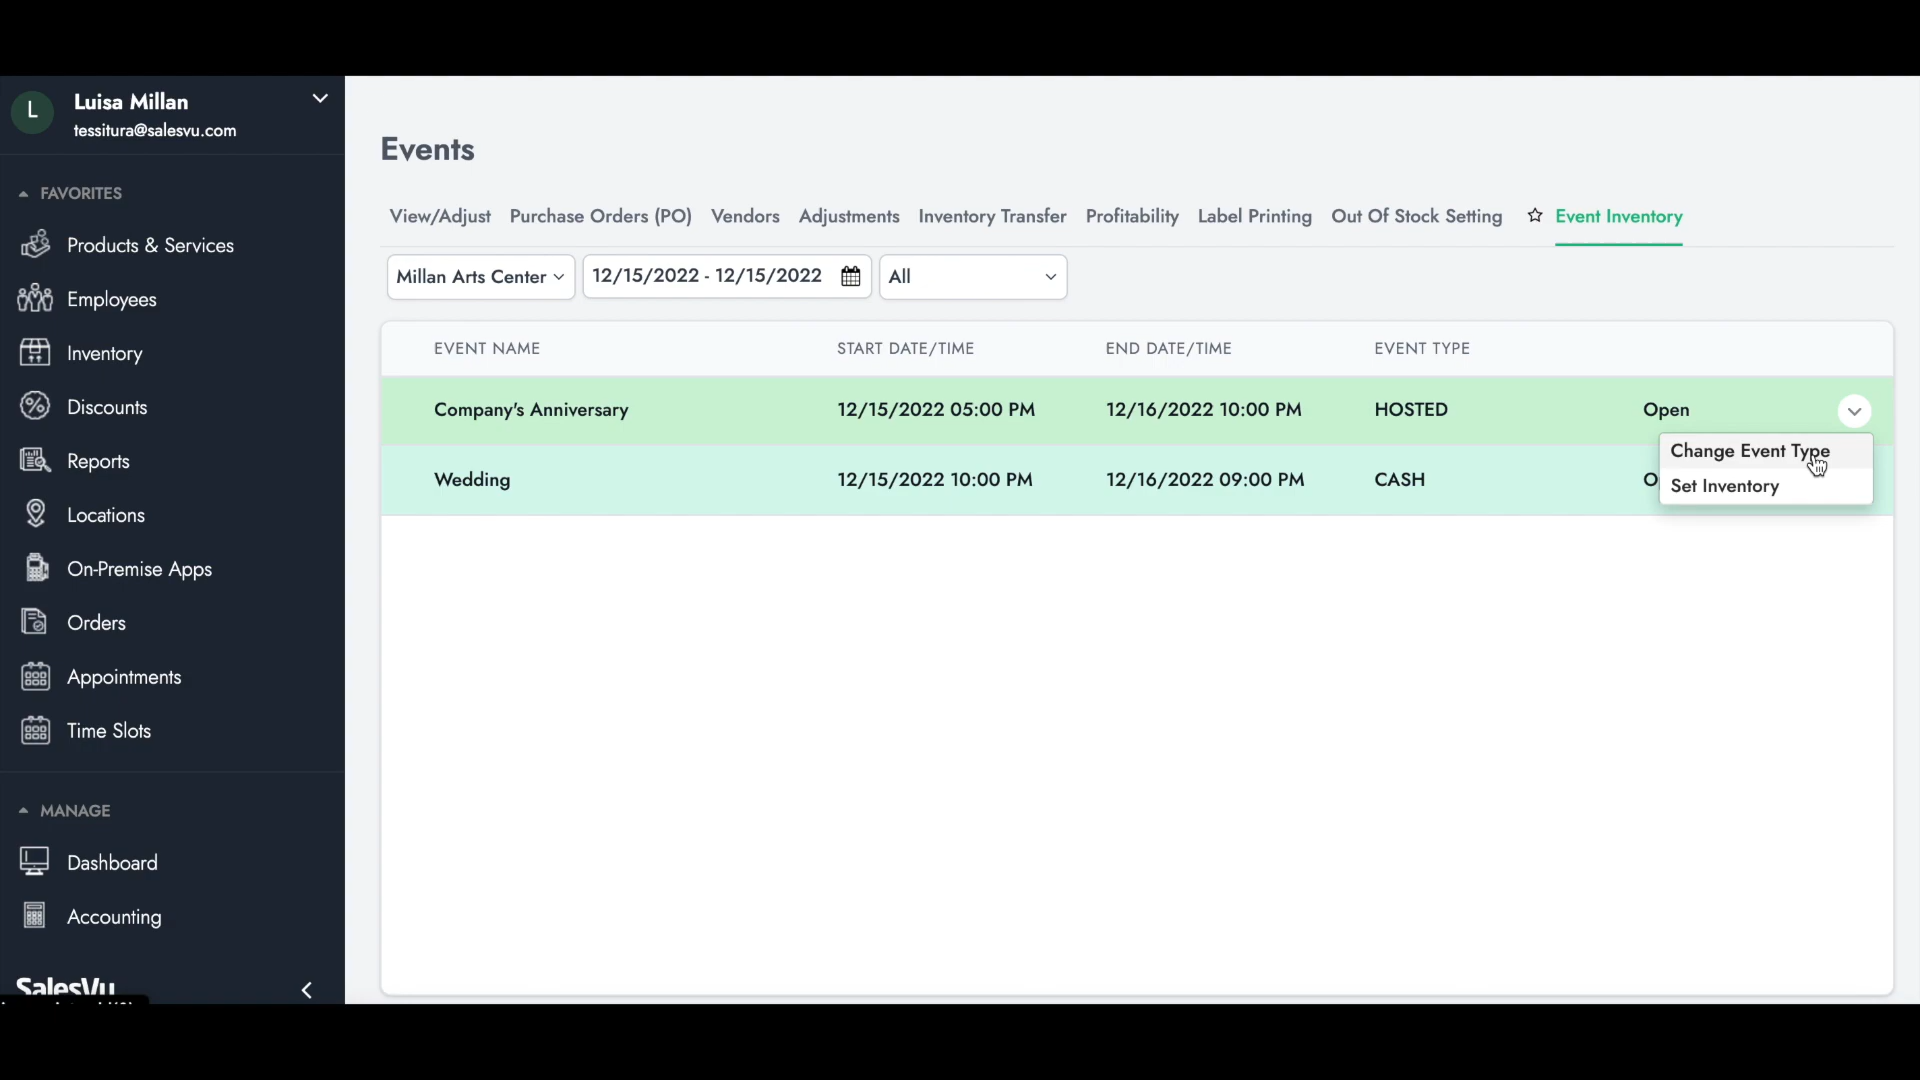 L
Luisa Millan
tessitura@salesvu.com
FAVORITES
Products & Services
Employees
Inventory
Discounts
Reports
Locations
On-Premise Apps
Orders
Appointments
Time Slots
MANAGE
Dashboard
Accounting
SalesVu
Events
View/Adjust Purchase Orders (PO) Vendors Adjustments Inventory Transfer Profitability Label Printing Out Of Stock Setting Event Inventory
Millan Arts Center 12/15/2022 - 12/15/2022 All
EVENT NAME START DATE/TIME END DATE/TIME EVENT TYPE
Company's Anniversary 12/15/2022 05:00 PM 12/16/2022 10:00 PM HOSTED Open
Change Event Type
Wedding 12/15/2022 10:00 PM 12/16/2022 09:00 PM CASH O
Set Inventory